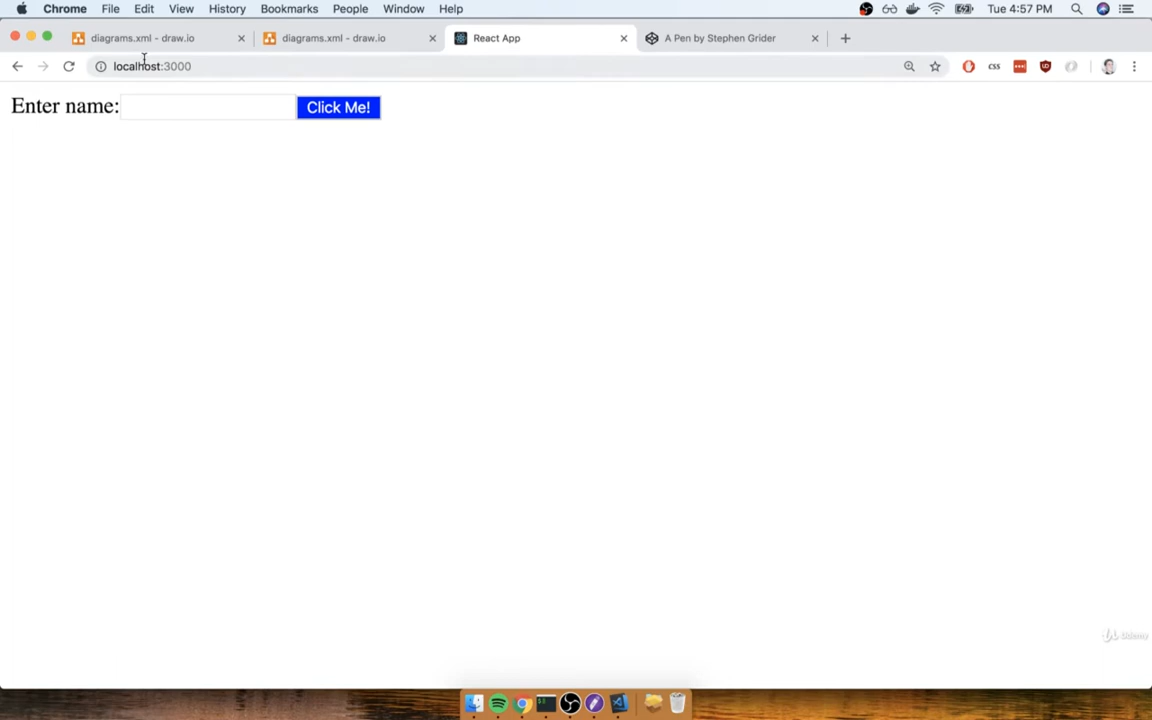 Chrome File Edit View History Bookmarks People Window Help Tue 4:57 PM
diagrams.xml - draw.io diagrams.xml - draw.io React App A Pen by Stephen Grider
localhost:3000 CSS
Enter name: Click Me!
Udemy